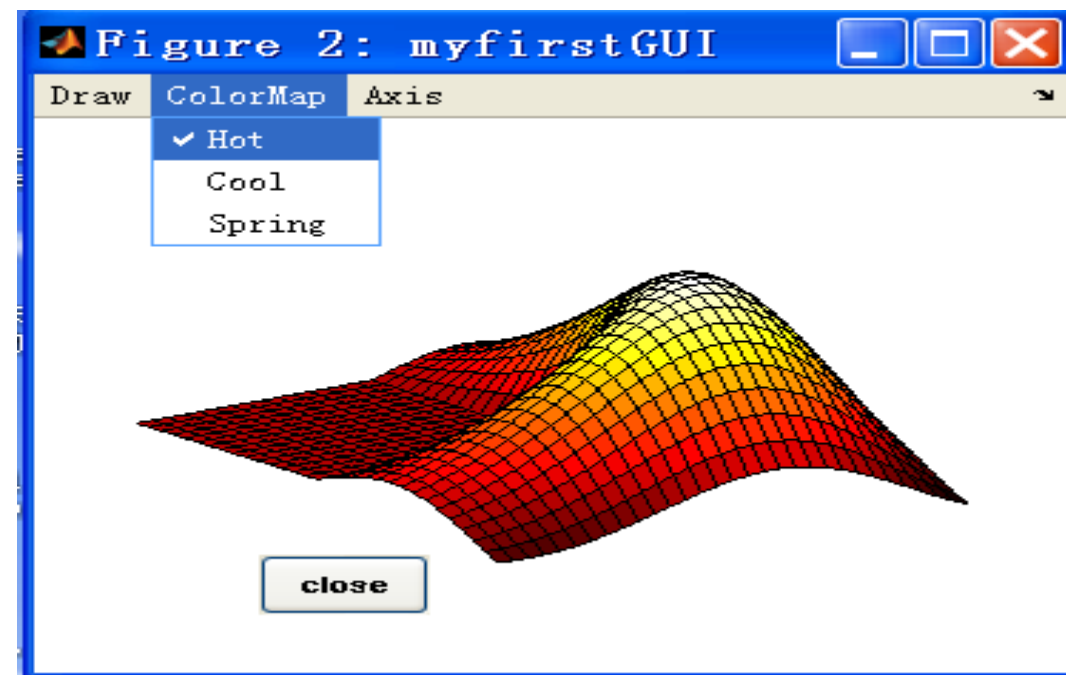 Figure 2: myfirstGUI
Draw ColorMap Axis
Hot
Cool
Spring
close